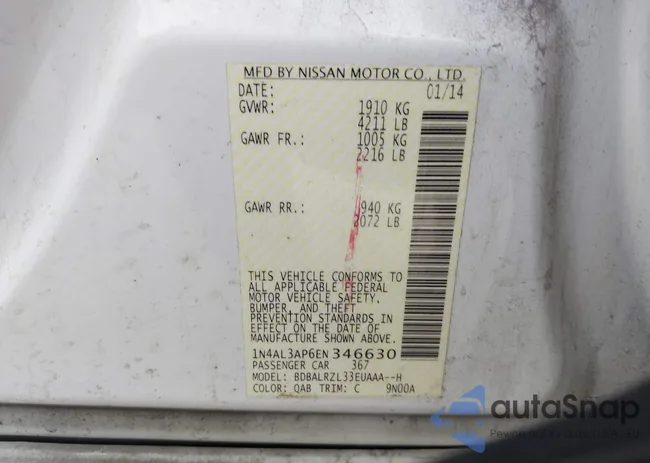 MFD BY NISSAN MOTOR CO., LTD.
DATE: 01/14
GVWR: 1910 KG
4211 LB
GAWR FR.: 1005 KG
2216 LB
GAWR RR.: 940 KG
2072 LB
THIS VEHICLE CONFORMS TO
ALL APPLICABLE FEDERAL
MOTOR VEHICLE SAFETY,
BUMPER, AND THEFT
PREVENTION STANDARDS IN
EFFECT ON THE DATE OF
MANUFACTURE SHOWN ABOVE.
1N4AL3AP6EN346630
PASSENGER CAR 367
MODEL: BDBALRZL33EUAAA--H
COLOR: QAB TRIM: C 9N00A
autoSnap